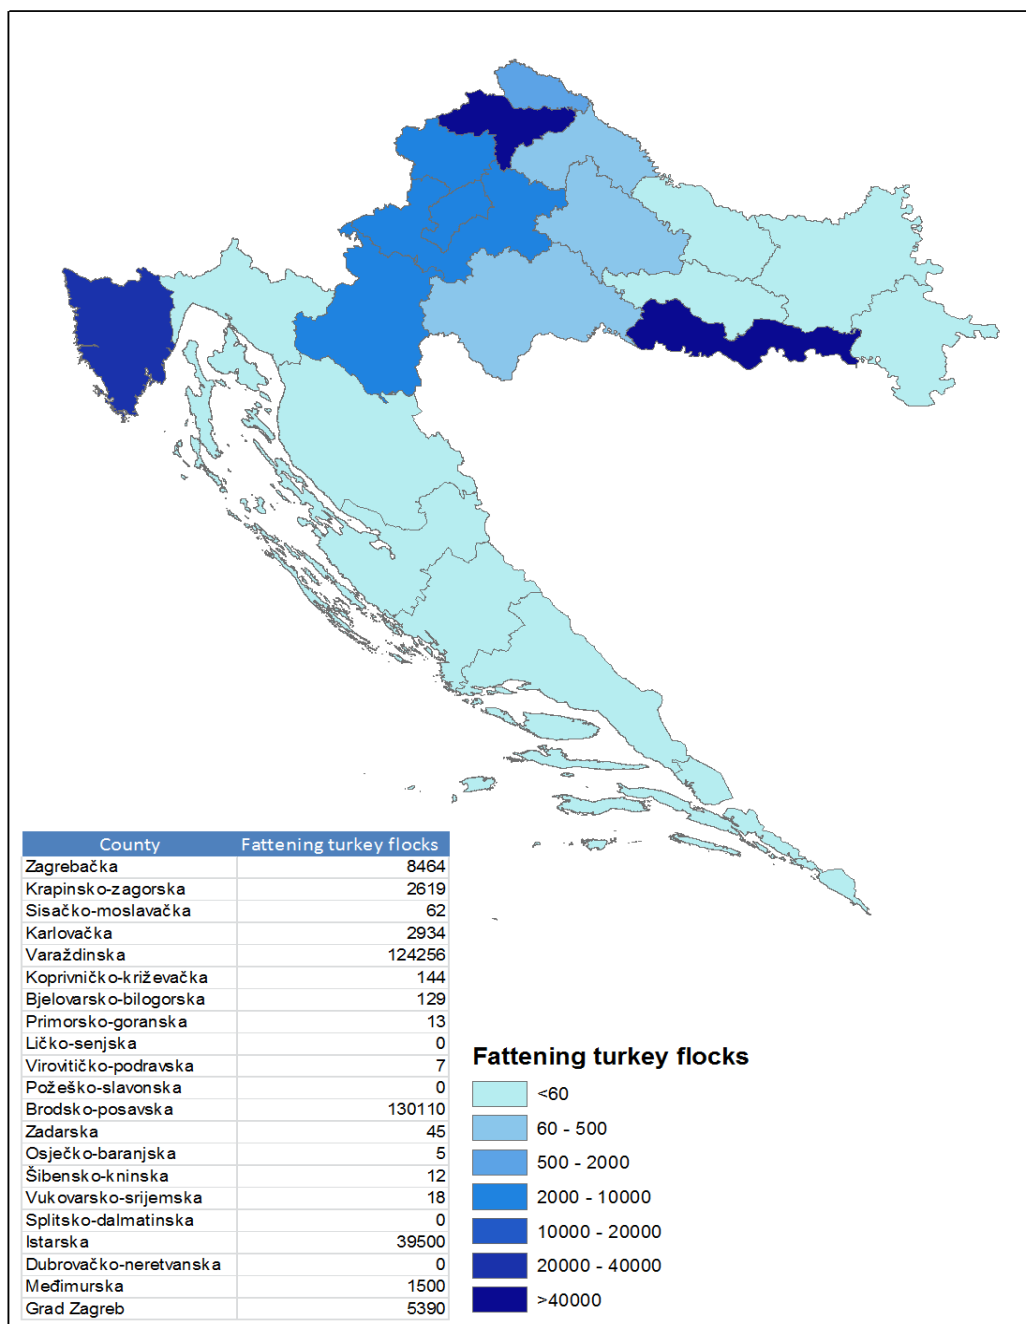 County Fattening turkey flocks
Zagrebačka 8464
Krapinsko-zagorska 2619
Sisačko-moslavačka 62
Karlovačka 2934
Varaždinska 124256
Koprivničko-križevačka 144
Bjelovarsko-bilogorska 129
Primorsko-goranska 13
Ličko-senjska 0
Virovitičko-podravska 7
Požeško-slavonska 0
Brodsko-posavska 130110
Zadarska 45
Osječko-baranjska 5
Šibensko-kninska 12
Vukovarsko-srijemska 18
Splitsko-dalmatinska 0
Istarska 39500
Dubrovačko-neretvanska 0
Međimurska 1500
Grad Zagreb 5390
Fattening turkey flocks
<60
60 - 500
500 - 2000
2000 - 10000
10000 - 20000
20000 - 40000
>40000